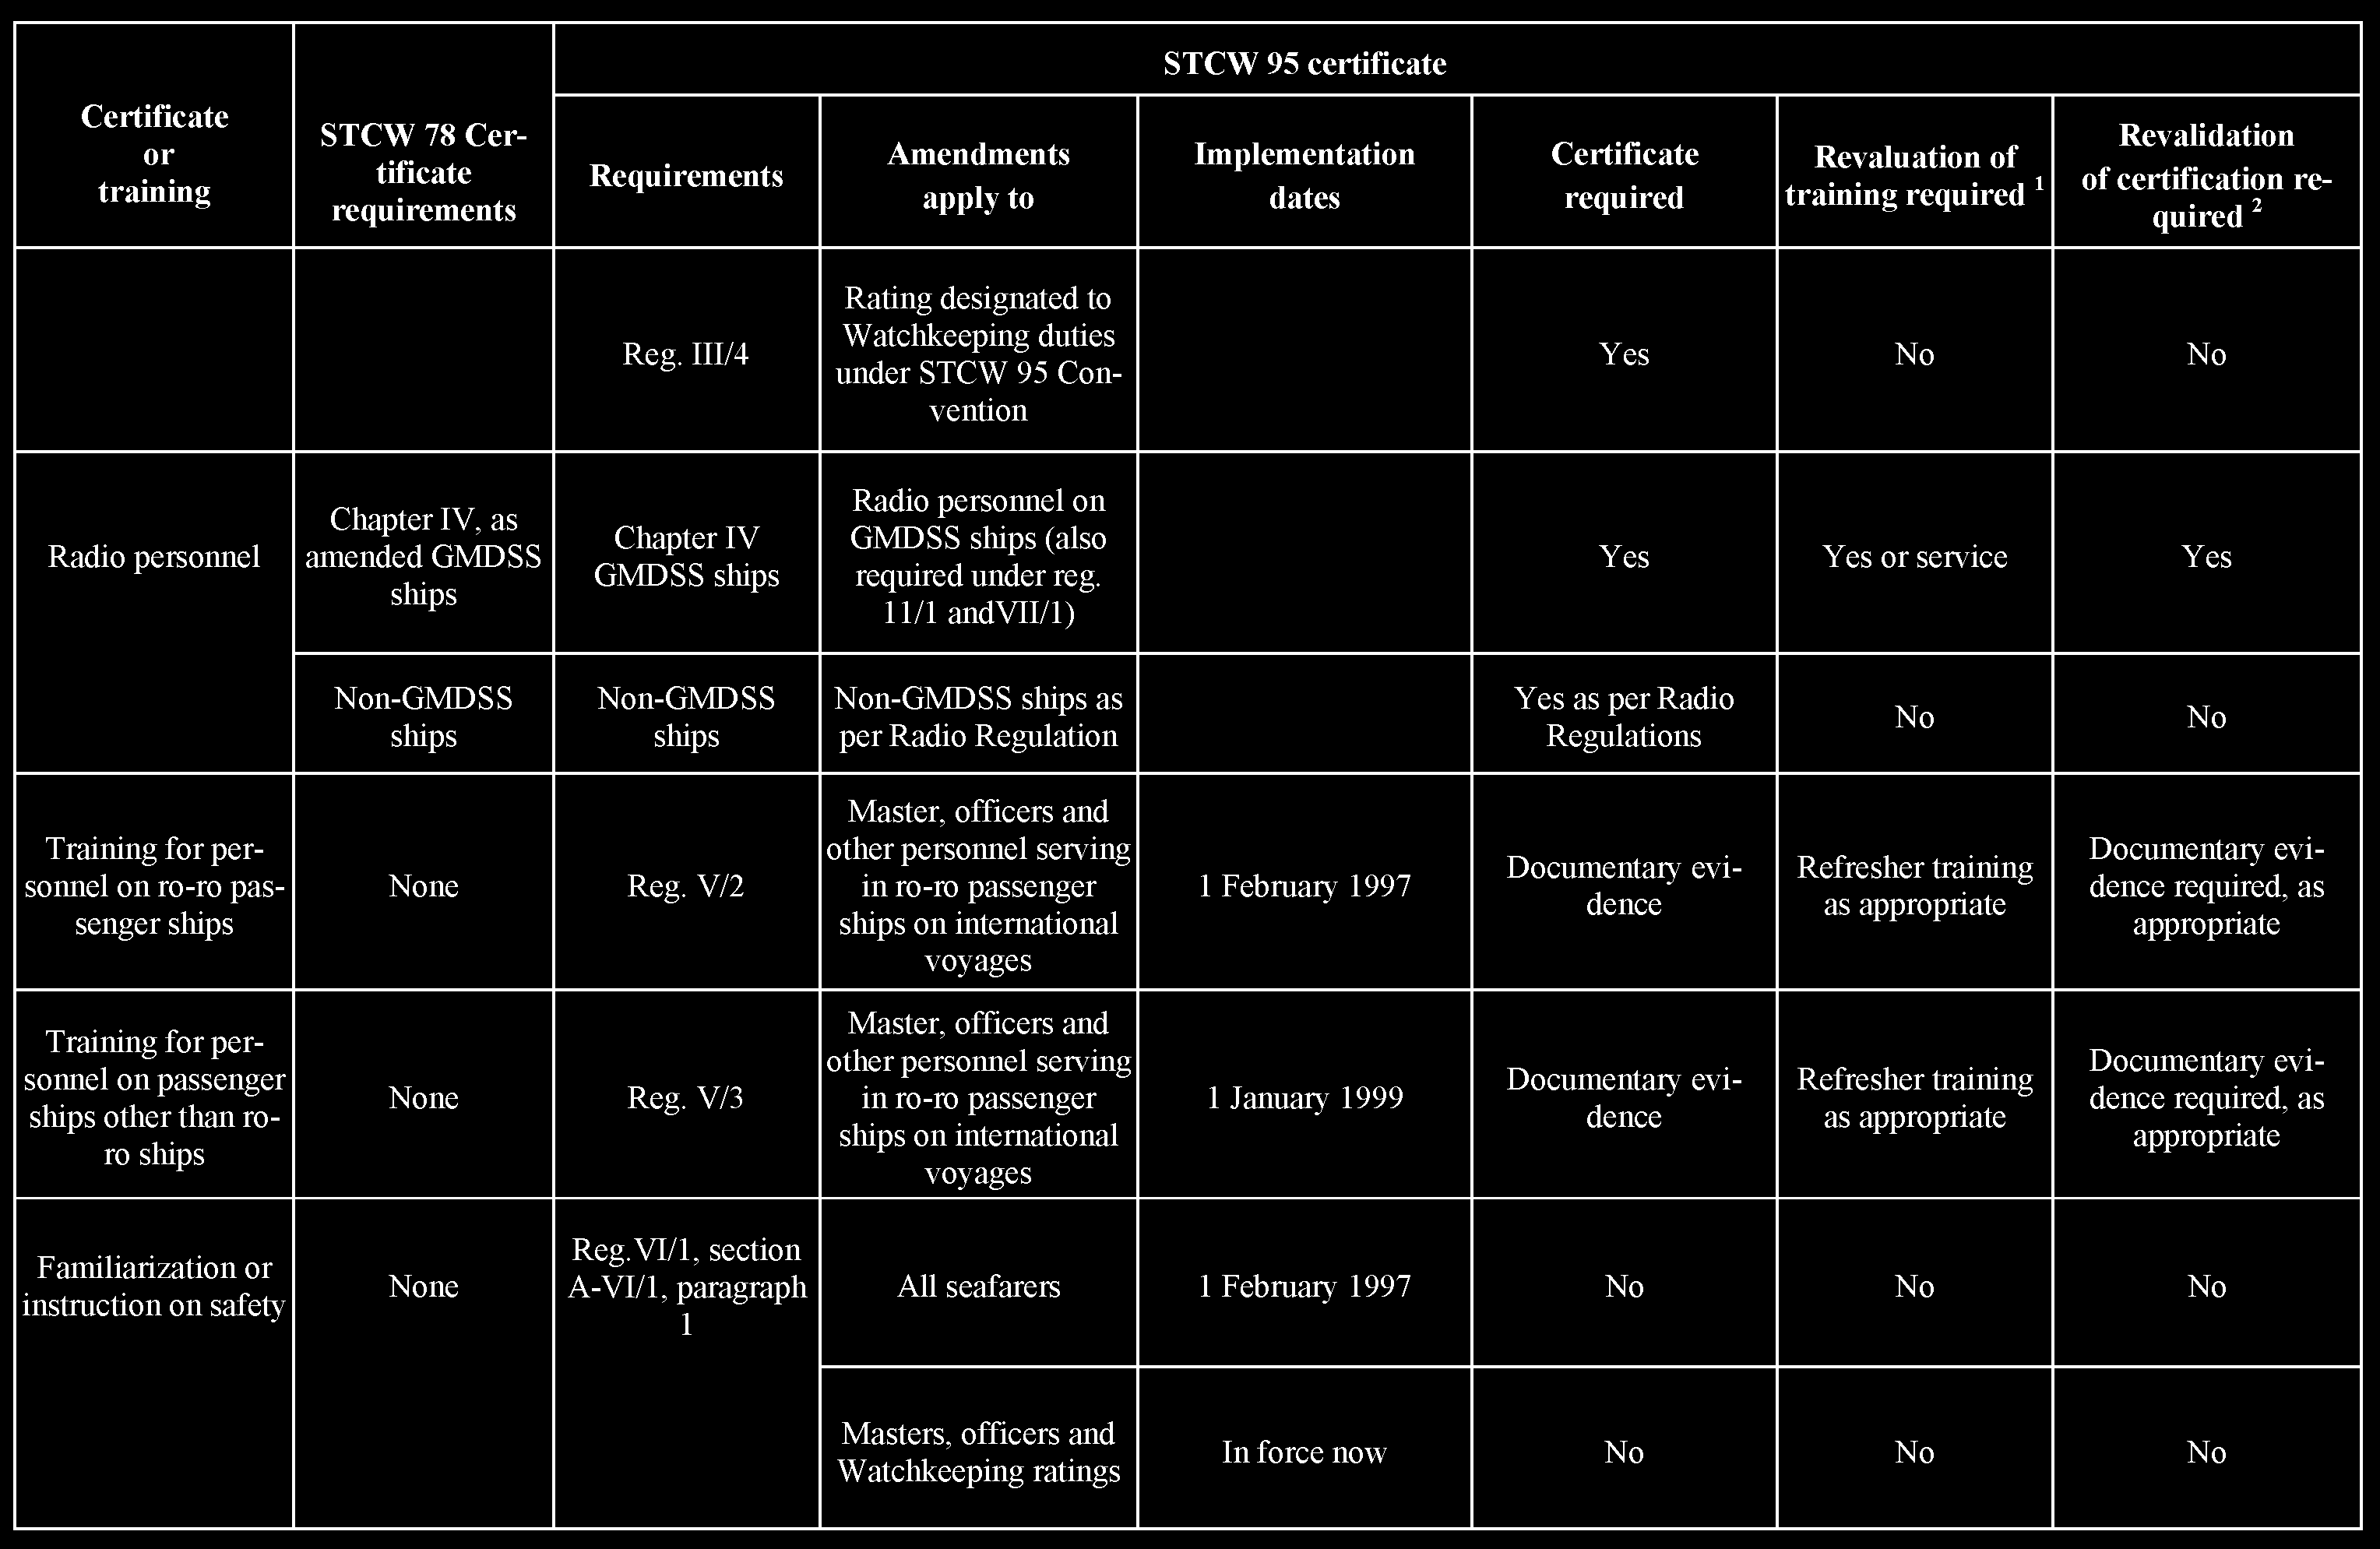 Certificate
or
training
STCW 78 Cer-
tificate
requirements
STCW 95 certificate
Requirements
Amendments
apply to
Implementation
dates
Certificate
required
Revaluation of
training required 1
Revalidation
of certification re-
quired 2
Reg. III/4
Rating designated to
Watchkeeping duties
under STCW 95 Con-
vention
Yes
No
No
Radio personnel
Chapter IV, as
amended GMDSS
ships
Chapter IV
GMDSS ships
Radio personnel on
GMDSS ships (also
required under reg.
11/1 andVII/1)
Yes
Yes or service
Yes
Non-GMDSS
ships
Non-GMDSS
ships
Non-GMDSS ships as
per Radio Regulation
Yes as per Radio
Regulations
No
No
Training for per-
sonnel on ro-ro pas-
senger ships
None
Reg. V/2
Master, officers and
other personnel serving
in ro-ro passenger
ships on international
voyages
1 February 1997
Documentary evi-
dence
Refresher training
as appropriate
Documentary evi-
dence required, as
appropriate
Training for per-
sonnel on passenger
ships other than ro-
ro ships
None
Reg. V/3
Master, officers and
other personnel serving
in ro-ro passenger
ships on international
voyages
1 January 1999
Documentary evi-
dence
Refresher training
as appropriate
Documentary evi-
dence required, as
appropriate
Familiarization or
instruction on safety
None
Reg.VI/1, section
A-VI/1, paragraph
1
All seafarers
1 February 1997
No
No
No
Masters, officers and
Watchkeeping ratings
In force now
No
No
No